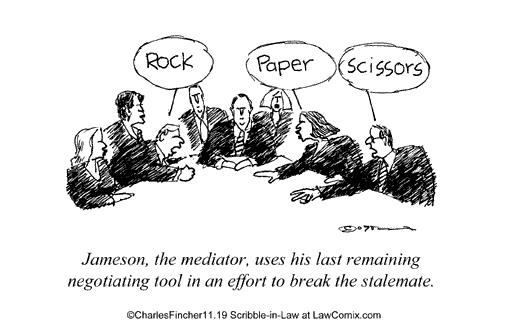 ROCK
Paper
scissors
Jameson, the mediator, uses his last remaining
negotiating tool in an effort to break the stalemate.
©CharlesFincher11.19 Scribble-in-Law at LawComix.com